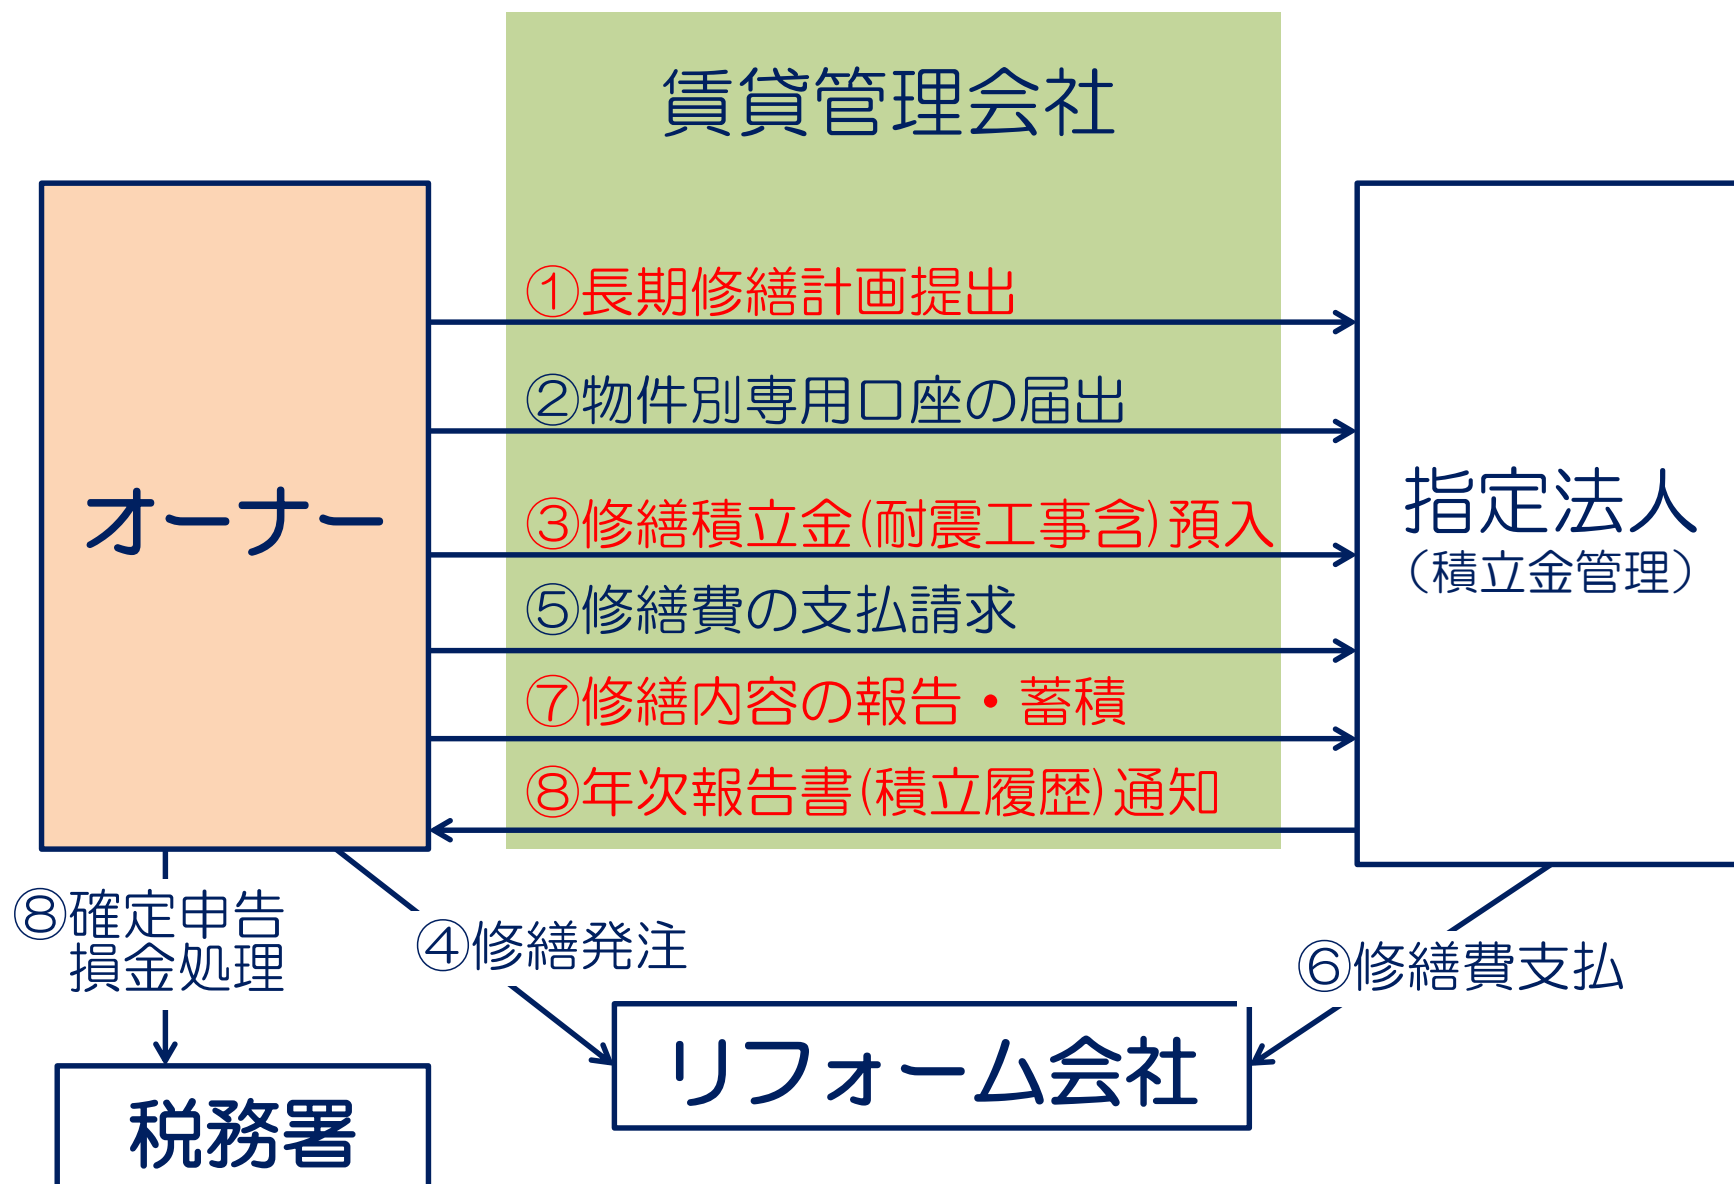 賃貸管理会社
オーナー
①長期修繕計画提出
②物件別専用口座の届出
③修繕積立金(耐震工事含)預入
⑤修繕費の支払請求
⑦修繕内容の報告・蓄積
⑧年次報告書(積立履歴)通知
指定法人
（積立金管理）
⑧確定申告
損金処理
④修繕発注
⑥修繕費支払
リフォーム会社
税務署